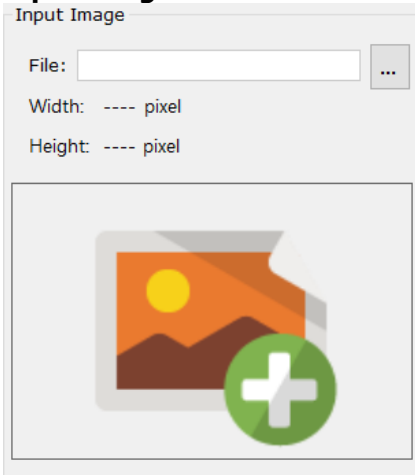 Input Image
File:
...
Width: ---- pixel
Height: ---- pixel